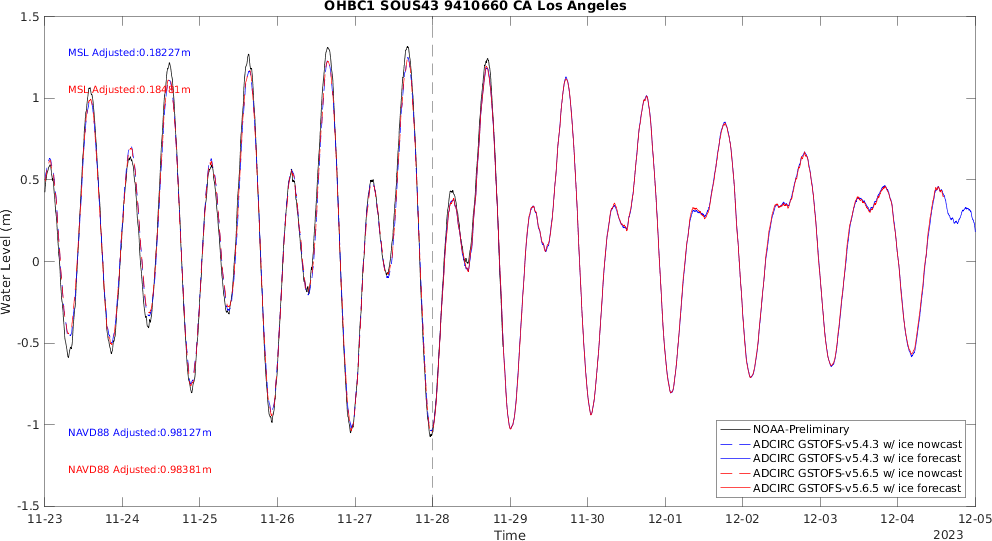 OHBC1 SOUS43 9410660 CA Los Angeles
1.5
1
0.5
0
-0.5
-1
-1.5
Water Level (m)
MSL Adjusted:0.18227m
MSL Adjusted:0.18481m
NAVD88 Adjusted:0.98127m
NAVD88 Adjusted:0.98381m
NOAA-Preliminary
ADCIRC GSTOFS-v5.4.3 w/ ice nowcast
ADCIRC GSTOFS-v5.4.3 w/ ice forecast
ADCIRC GSTOFS-v5.6.5 w/ ice nowcast
ADCIRC GSTOFS-v5.6.5 w/ ice forecast
11-23 11-24 11-25 11-26 11-27 11-28 11-29 11-30 12-01 12-02 12-03 12-04 12-05
Time
2023